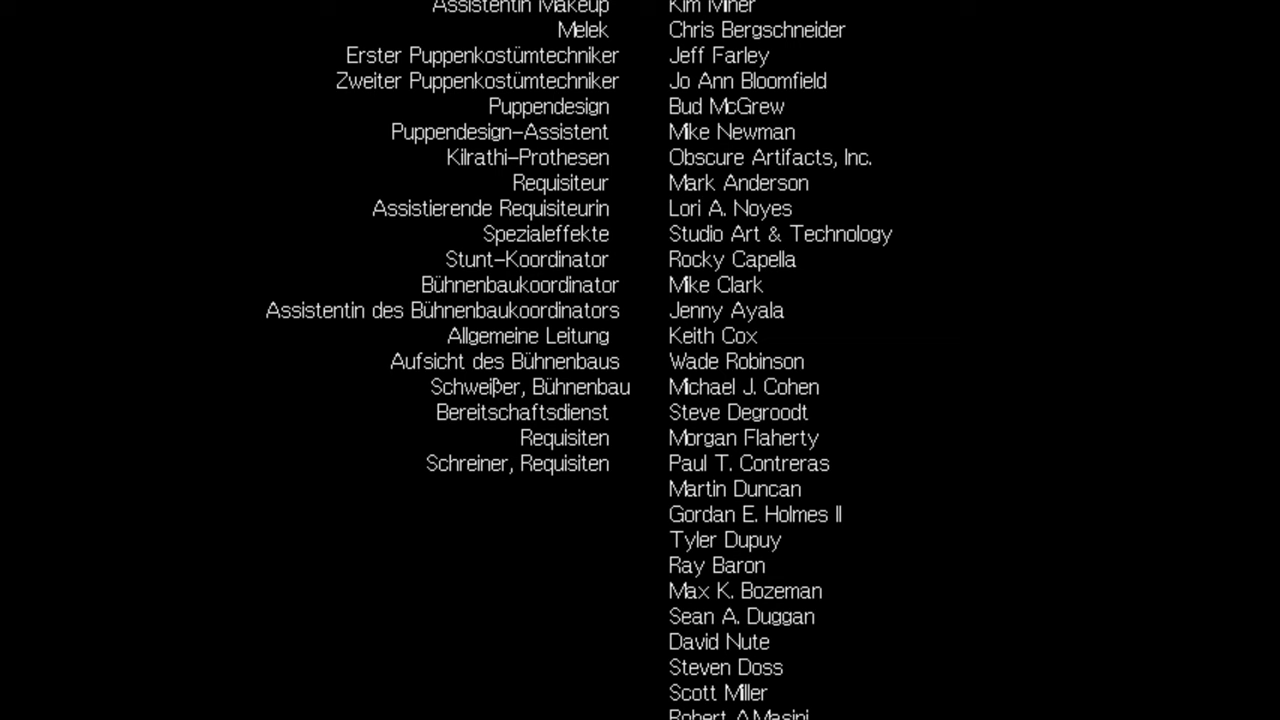 Assistentin Makeup Kim Miner
Melek Chris Bergschneider
Erster Puppenkostümtechniker Jeff Farley
Zweiter Puppenkostümtechniker Jo Ann Bloomfield
Puppendesign Bud McGrew
Puppendesign-Assistent Mike Newman
Kilrathi-Prothesen Obscure Artifacts, Inc.
Requisiteur Mark Anderson
Assistierende Requisiteurin Lori A. Noyes
Spezialeffekte Studio Art & Technology
Stunt-Koordinator Rocky Capella
Bühnenbaukoordinator Mike Clark
Assistentin des Bühnenbaukoordinators Jenny Ayala
Allgemeine Leitung Keith Cox
Aufsicht des Bühnenbaus Wade Robinson
Schweißer, Bühnenbau Michael J. Cohen
Bereitschaftsdienst Steve Degroodt
Requisiten Morgan Flaherty
Schreiner, Requisiten Paul T. Contreras
Martin Duncan
Gordan E. Holmes II
Tyler Dupuy
Ray Baron
Max K. Bozeman
Sean A. Duggan
David Nute
Steven Doss
Scott Miller
Robert A.Masini